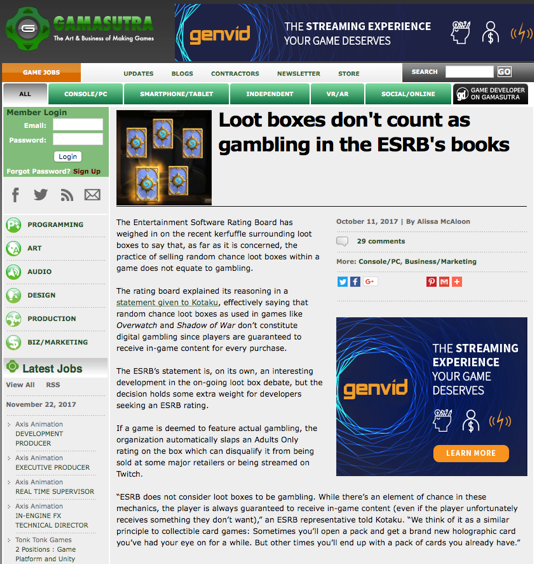 GAMASUTRA
The Art & Business of Making Games
genvid
THE STREAMING EXPERIENCE
YOUR GAME DESERVES
GAME JOBS
UPDATES
BLOGS
CONTRACTORS
NEWSLETTER
STORE
SEARCH
GO
ALL
CONSOLE/PC
SMARTPHONE/TABLET
INDEPENDENT
VR/AR
SOCIAL/ONLINE
GAME DEVELOPER
ON GAMASUTRA
Member Login
Email:
Password:
Login
Forgot Password? Sign Up
PROGRAMMING
ART
AUDIO
DESIGN
PRODUCTION
BIZ/MARKETING
Latest Jobs
View All RSS
November 22, 2017
Axis Animation
DEVELOPMENT
PRODUCER
Axis Animation
EXECUTIVE PRODUCER
Axis Animation
REAL TIME SUPERVISOR
Axis Animation
IN-ENGINE FX
TECHNICAL DIRECTOR
Tonk Tonk Games
2 Positions : Game
Platform and Unity
Loot boxes don't count as
gambling in the ESRB's books
October 11, 2017 | By Alissa McAloon
29 comments
More: Console/PC, Business/Marketing
G+
The Entertainment Software Rating Board has
weighed in on the recent kerfuffle surrounding loot
boxes to say that, as far as it is concerned, the
practice of selling random chance loot boxes within a
game does not equate to gambling.
The rating board explained its reasoning in a
statement given to Kotaku, effectively saying that
random chance loot boxes as used in games like
Overwatch and Shadow of War don't constitute
digital gambling since players are guaranteed to
receive in-game content for every purchase.
The ESRB's statement is, on its own, an interesting
development in the on-going loot box debate, but the
decision holds some extra weight for developers
seeking an ESRB rating.
If a game is deemed to feature actual gambling, the
organization automatically slaps an Adults Only
rating on the box which can disqualify it from being
sold at some major retailers or being streamed on
Twitch.
genvid
THE STREAMING
EXPERIENCE
YOUR GAME
DESERVES
LEARN MORE
“ESRB does not consider loot boxes to be gambling. While there's an element of chance in these
mechanics, the player is always guaranteed to receive in-game content (even if the player unfortunately
receives something they don't want),” an ESRB representative told Kotaku. “We think of it as a similar
principle to collectible card games: Sometimes you'll open a pack and get a brand new holographic card
you've had your eye on for a while. But other times you'll end up with a pack of cards you already have.”